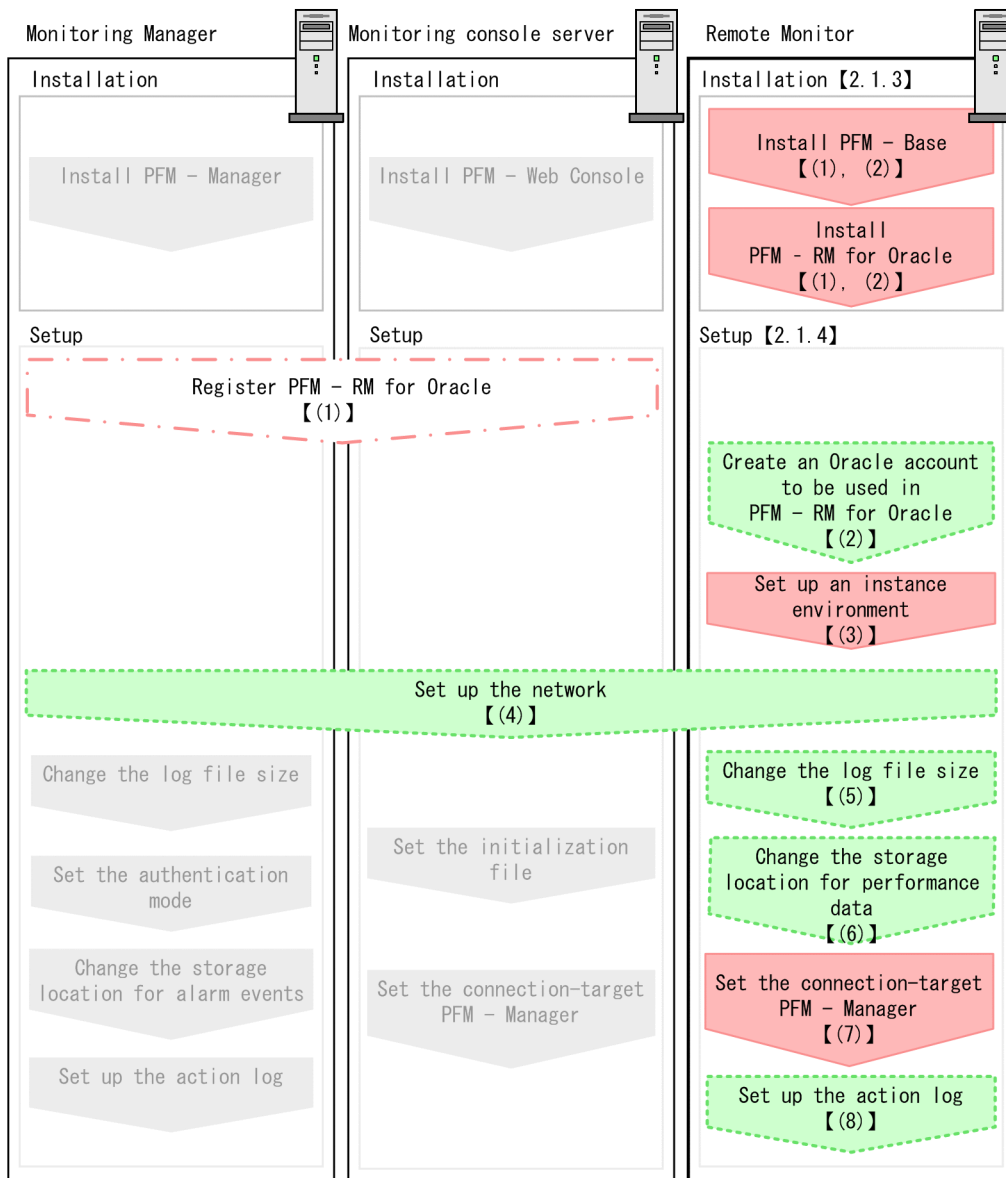 Monitoring Manager
Monitoring console server
Remote Monitor
Installation
Installation
Installation【2.1.3】
Install PFM − Manager
Install PFM − Web Console
Install PFM − Base
【(1), (2)】
Install
PFM - RM for Oracle
【(1), (2)】
Setup
Setup
Setup【2.1.4】
Register PFM − RM for Oracle
【(1)】
Create an Oracle account
to be used in
PFM − RM for Oracle
【(2)】
Set up an instance
environment
【(3)】
Set up the network
【(4)】
Change the log file size
Set the authentication
mode
Change the storage
location for alarm events
Set up the action log
Set the initialization
file
Set the connection-target
PFM − Manager
Change the log file size
【(5)】
Change the storage
location for performance
data
【(6)】
Set the connection-target
PFM − Manager
【(7)】
Set up the action log
【(8)】